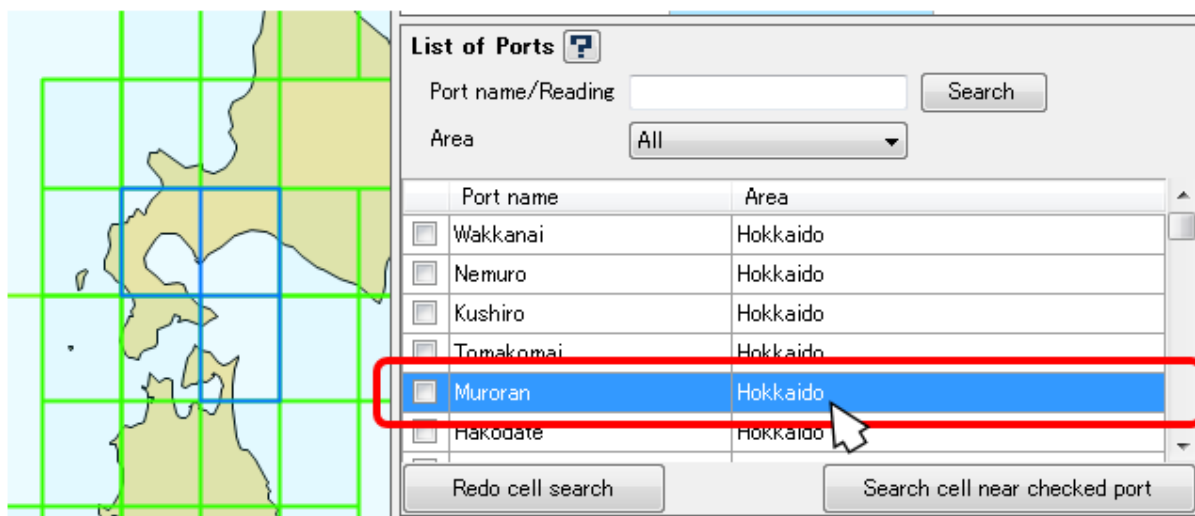 List of Ports ?
Port name/Reading Search
Area All
Port name Area
Wakkanai Hokkaido
Nemuro Hokkaido
Kushiro Hokkaido
Tomakomai Hokkaido
Muroran Hokkaido
Hakodate Hokkaido
Redo cell search Search cell near checked port